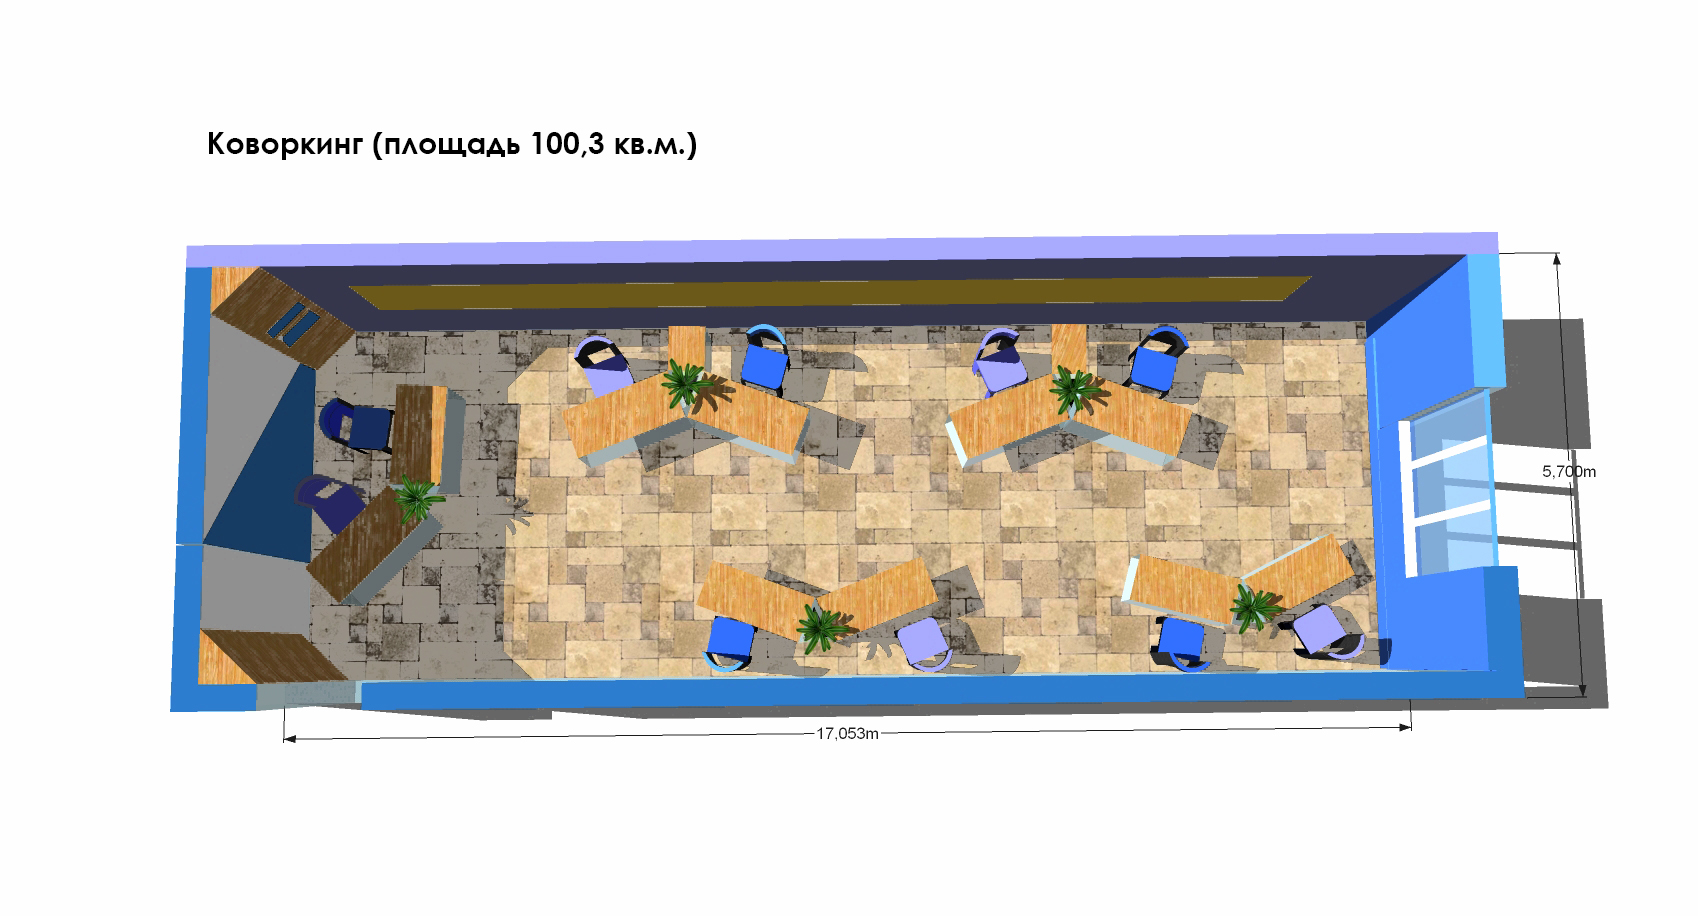 Коворкинг (площадь 100,3 кв.м.)
5,700m
17,053m